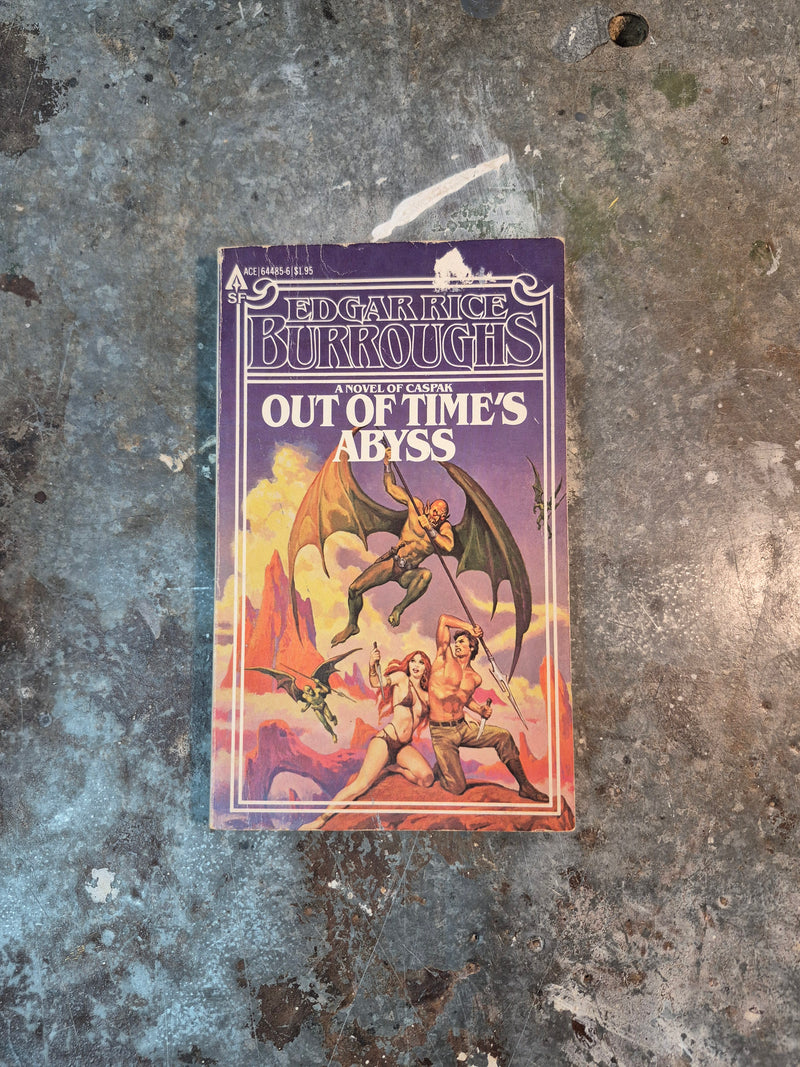 ACE | 64485-6 | $1.95
SF
EDGAR RICE
BURROUGHS
A NOVEL OF CASPAK
OUT OF TIME'S
ABYSS